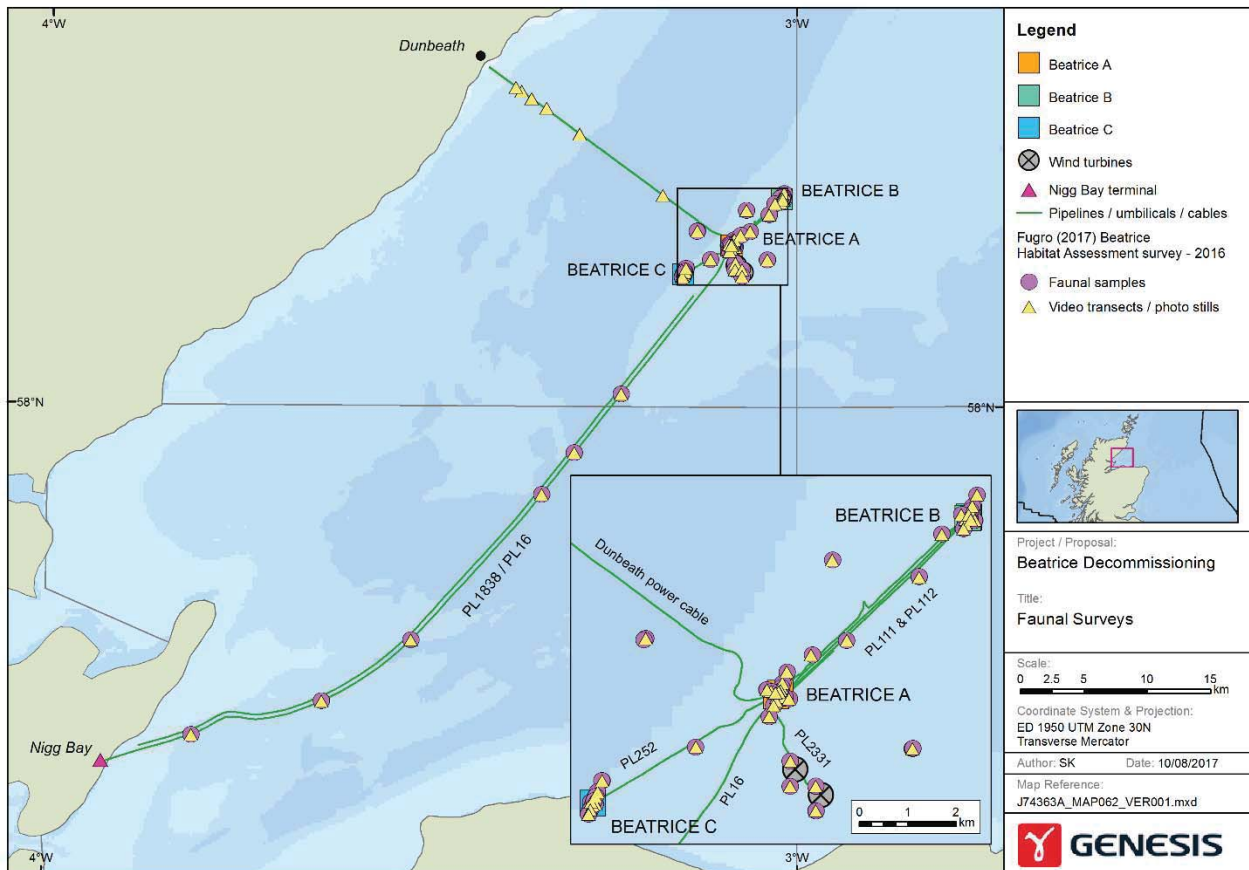 4°W
3°W
Dunbeath
BEATRICE B
BEATRICE A
BEATRICE C
58°N
58°N
PL1838 / PL16
Nigg Bay
4°W
3°W
BEATRICE B
Dunbeath power cable
PL111 & PL112
BEATRICE A
PL252
PL16
PL2331
BEATRICE C
0 1 2
km
Legend
Beatrice A
Beatrice B
Beatrice C
Wind turbines
Nigg Bay terminal
Pipelines / umbilicals / cables
Fugro (2017) Beatrice
Habitat Assessment survey - 2016
Faunal samples
Video transects / photo stills
Project / Proposal:
Beatrice Decommissioning
Title:
Faunal Surveys
Scale:
0 2.5 5 10 15
km
Coordinate System & Projection:
ED 1950 UTM Zone 30N
Transverse Mercator
Author: SK Date: 10/08/2017
Map Reference:
J74363A_MAP062_VER001.mxd
GENESIS